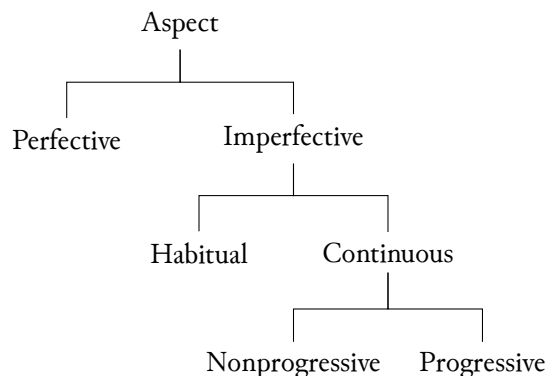 Aspect
Perfective Imperfective
Habitual Continuous
Nonprogressive Progressive